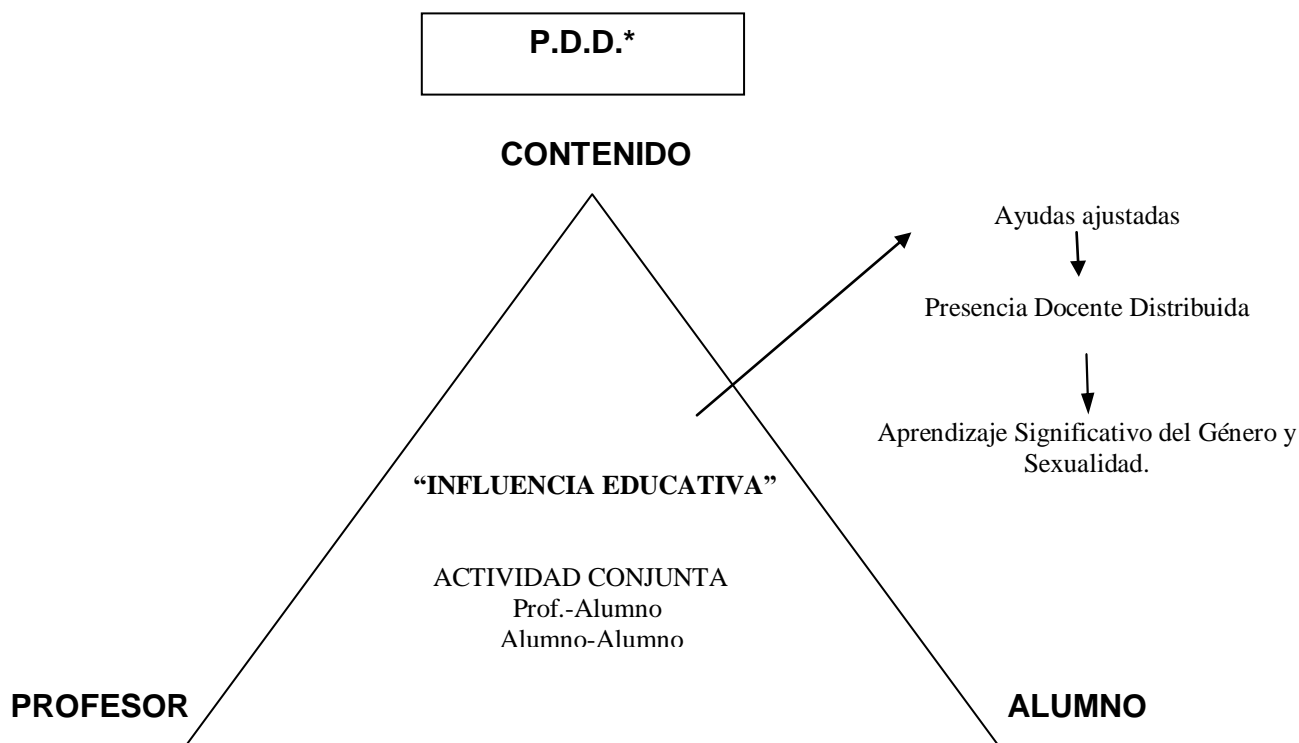 P.D.D.*
CONTENIDO
Ayudas ajustadas
Presencia Docente Distribuida
Aprendizaje Significativo del Género y
Sexualidad.
“INFLUENCIA EDUCATIVA”
ACTIVIDAD CONJUNTA
Prof.-Alumno
Alumno-Alumno
PROFESOR
ALUMNO